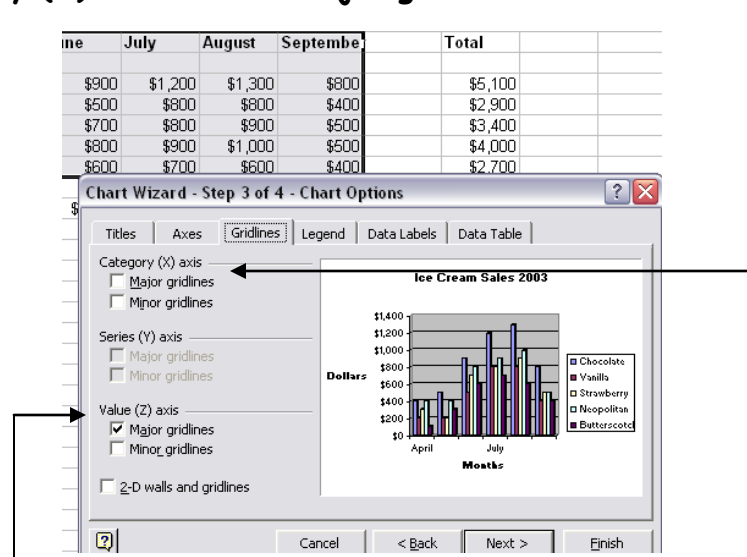 July August Septembe Total
$900 $1,200 $1,300 $800 $5,100
$500 $800 $800 $400 $2,900
$700 $800 $900 $500 $3,400
$800 $900 $1,000 $500 $4,000
$600 $700 $600 $400 $2,700
Chart Wizard - Step 3 of 4 - Chart Options
$
Titles Axes Gridlines Legend Data Labels Data Table
Category (X) axis
Major gridlines
Minor gridlines
Series (Y) axis
Major gridlines
Minor gridlines
Value (Z) axis
Major gridlines
Minor gridlines
2-D walls and gridlines
Ice Cream Sales 2003
$1,400
$1,200
$1,000
$800
$600
$400
$200
$0
Dollars
April July
Months
Chocolate
Vanilla
Strawberry
Neopolitan
Butterscotcl
Cancel < Back Next > Finish